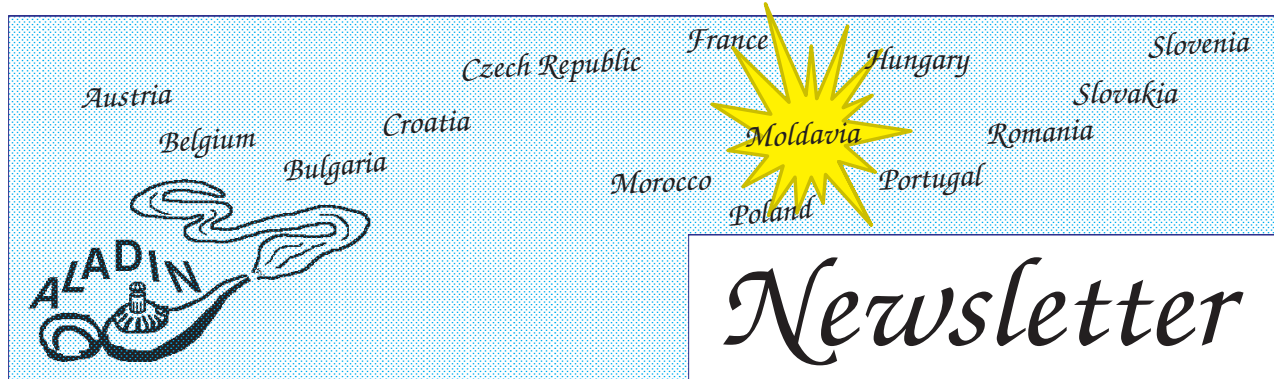 Austria
Belgium
Bulgaria
Croatia
Czech Republic
France
Hungary
Moldavia
Morocco
Poland
Portugal
Romania
Slovakia
Slovenia
ALADIN
Newsletter